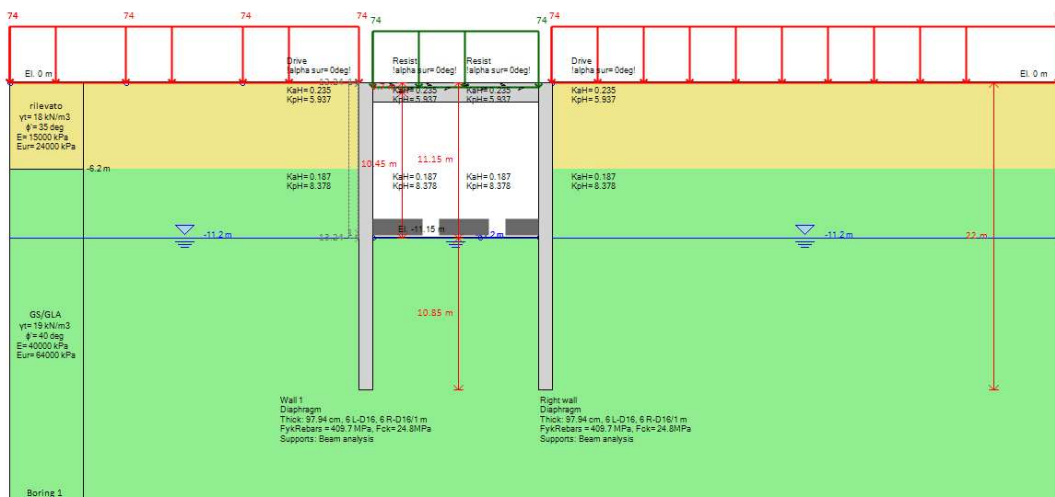 74
74
74
74
74
74
74
El. 0 m
El. 0 m
Drive
!alpha sur= 0deg!
KaH= 0.235
KpH= 5.937
Resist
!alpha sur= 0deg!
KaH= 0.235
KpH= 5.937
Resist
!alpha sur= 0deg!
KaH= 0.235
KpH= 5.937
Drive
!alpha sur= 0deg!
KaH= 0.235
KpH= 5.937
rilevato
γt= 18 kN/m3
ϕ'= 35 deg
E= 15000 kPa
Eur= 24000 kPa
-6.2m
10.45 m
11.15 m
KaH= 0.187
KpH= 8.378
KaH= 0.187
KpH= 8.378
KaH= 0.187
KpH= 8.378
KaH= 0.187
KpH= 8.378
El. -11.15 m
-11.2m
-11.2m
22 m
GS/GLA
γt= 19 kN/m3
ϕ'= 40 deg
E= 40000 kPa
Eur= 64000 kPa
10.85 m
Wall 1
Diaphragm
Thick: 97.94 cm, 6 L-D16, 6 R-D16/1 m
FykRebars = 409.7 MPa, Fck= 24.8MPa
Supports: Beam analysis
Right wall
Diaphragm
Thick: 97.94 cm, 6 L-D16, 6 R-D16/1 m
FykRebars = 409.7 MPa, Fck= 24.8MPa
Supports: Beam analysis
Boring 1